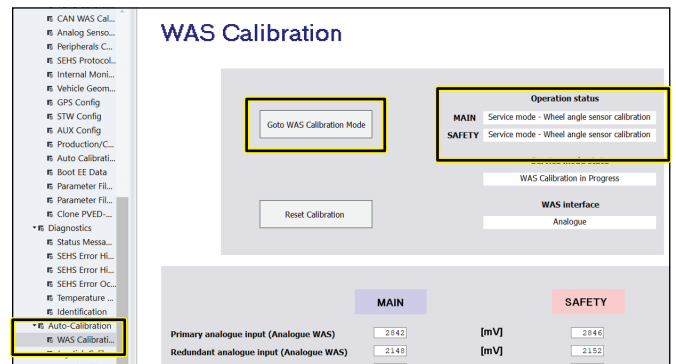 CAN WAS Cal...
Analog Senso...
Peripherals C...
SEHS Protocol...
Internal Moni...
Vehicle Geom...
GPS Config
STW Config
AUX Config
Production/C...
Auto Calibrati...
Boot EE Data
Parameter Fil...
Parameter Fil...
Clone PVED-...
Diagnostics
Status Messa...
SEHS Error Hi...
SEHS Error Hi...
SEHS Error Oc...
Temperature ...
Identification
Auto-Calibration
WAS Calibrati...
WAS Calibration
Goto WAS Calibration Mode
Operation status
MAIN Service mode - Wheel angle sensor calibration
SAFETY Service mode - Wheel angle sensor calibration
WAS Calibration in Progress
Reset Calibration
WAS interface
Analogue
MAIN SAFETY
Primary analogue input (Analogue WAS) 2842 [mV] 2846
Redundant analogue input (Analogue WAS) 2148 [mV] 2152